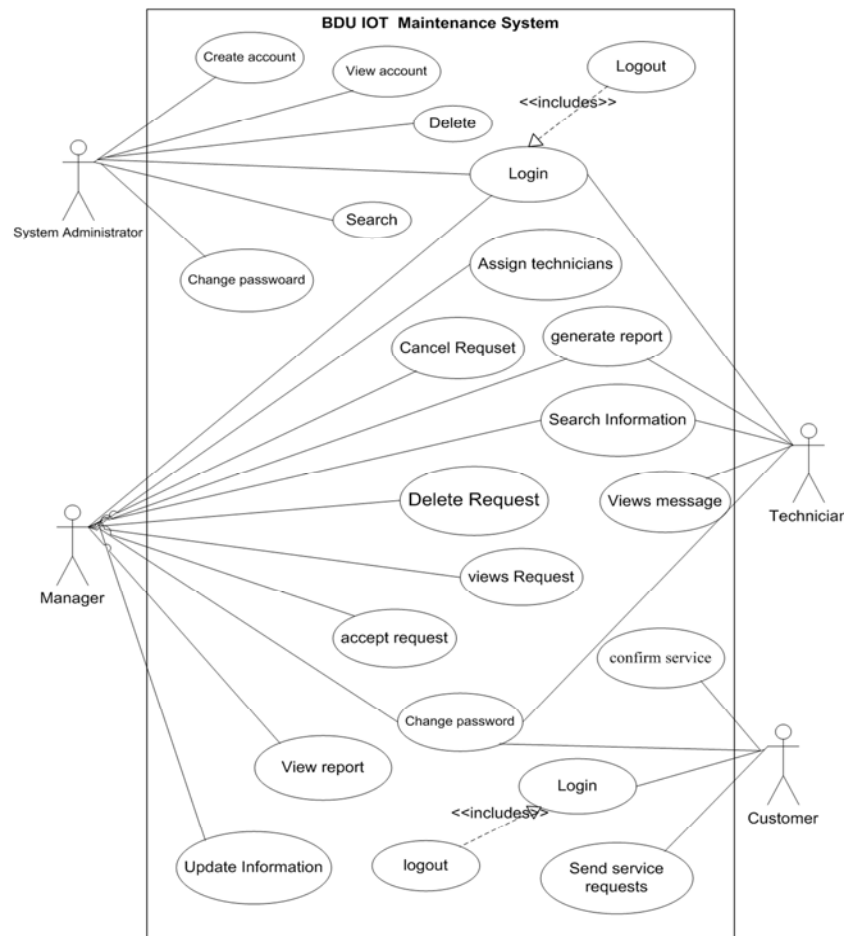 BDU IOT Maintenance System
Create account
View account
Logout
<<includes>>
Delete
Login
System Administrator
Search
Change passwoard
Assign technicians
Cancel Requset
generate report
Search Information
Delete Request
Views message
Technician
Manager
views Request
accept request
confirm service
Change password
View report
Login
<<includes>>
Customer
Update Information
logout
Send service
requests